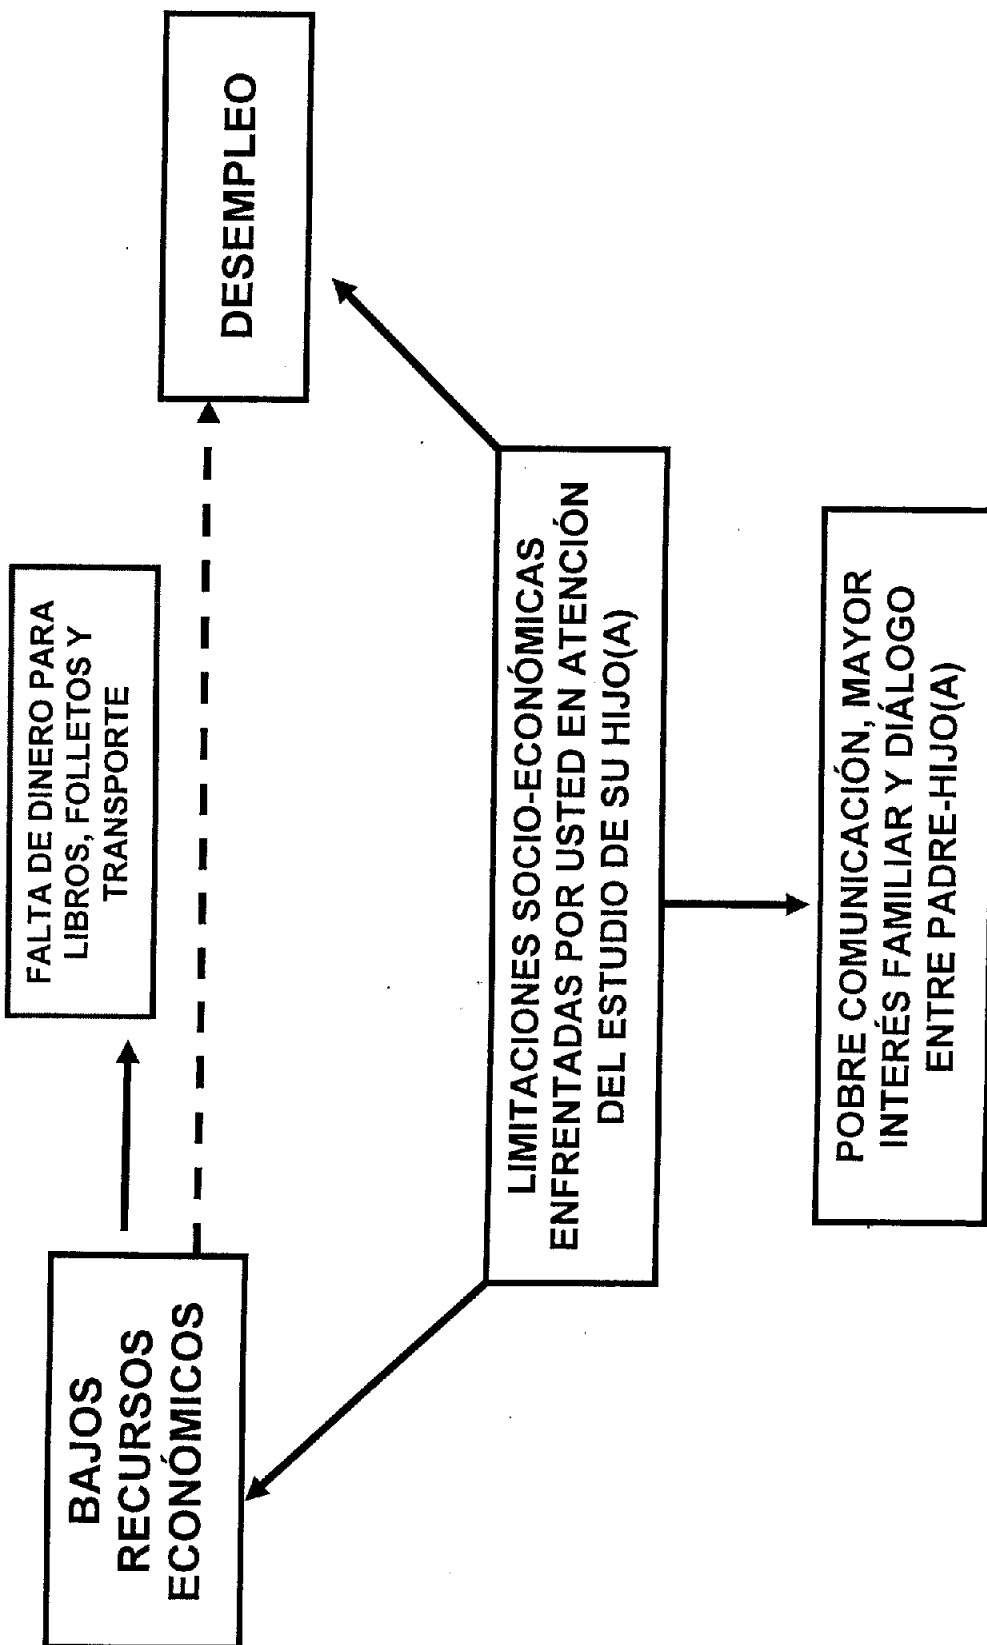 FALTA DE DINERO PARA
LIBROS, FOLLETOS Y
TRANSPORTE
BAJOS
RECURSOS
ECONÓMICOS
DESEMPLEO
LIMITACIONES SOCIO-ECONÓMICAS
ENFRENTADAS POR USTED EN ATENCIÓN
DEL ESTUDIO DE SU HIJO(A)
POBRE COMUNICACIÓN, MAYOR
INTERÉS FAMILIAR Y DIÁLOGO
ENTRE PADRE-HIJO(A)